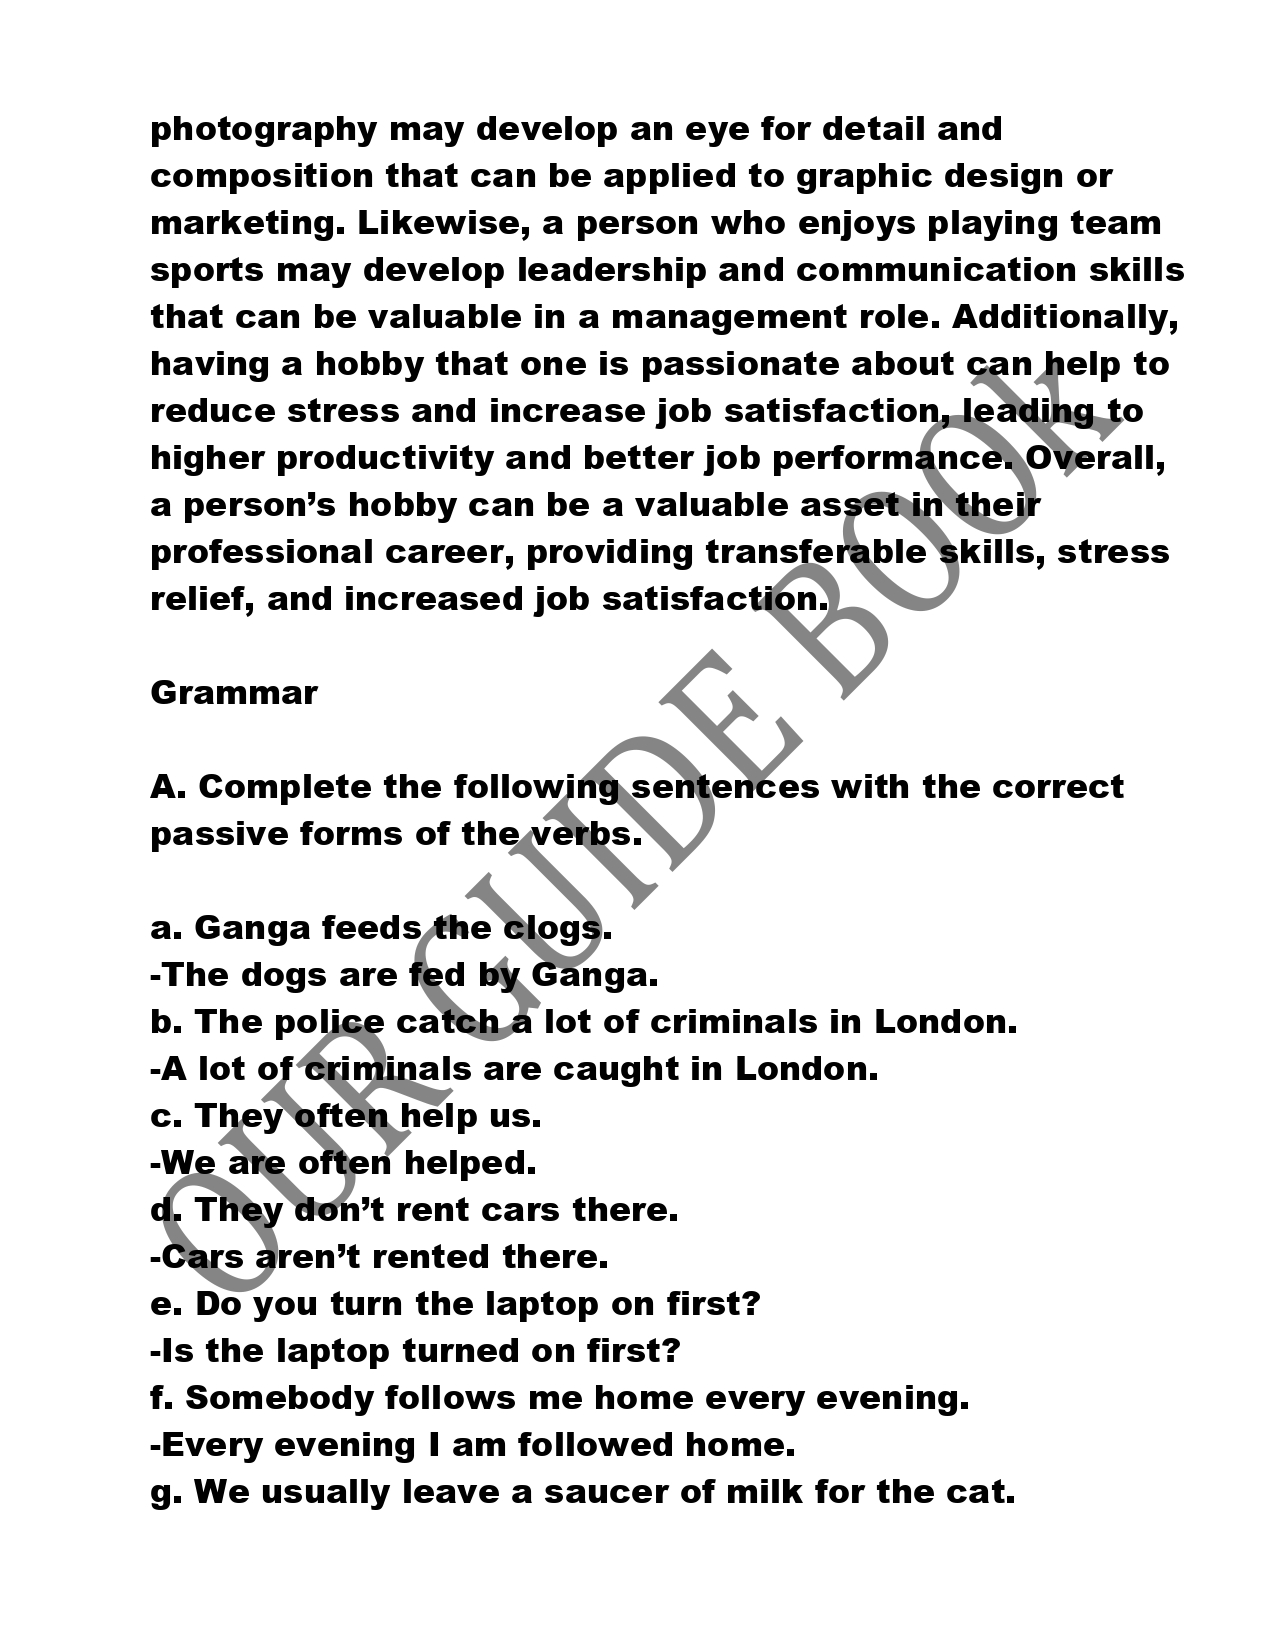 photography may develop an eye for detail and
composition that can be applied to graphic design or
marketing. Likewise, a person who enjoys playing team
sports may develop leadership and communication skills
that can be valuable in a management role. Additionally,
having a hobby that one is passionate about can help to
reduce stress and increase job satisfaction, leading to
higher productivity and better job performance. Overall,
a person’s hobby can be a valuable asset in their
professional career, providing transferable skills, stress
relief, and increased job satisfaction.
Grammar
A. Complete the following sentences with the correct
passive forms of the verbs.
a. Ganga feeds the clogs.
-The dogs are fed by Ganga.
b. The police catch a lot of criminals in London.
-A lot of criminals are caught in London.
c. They often help us.
-We are often helped.
d. They don’t rent cars there.
-Cars aren’t rented there.
e. Do you turn the laptop on first?
-Is the laptop turned on first?
f. Somebody follows me home every evening.
-Every evening I am followed home.
g. We usually leave a saucer of milk for the cat.
OUR GUIDE BOOk